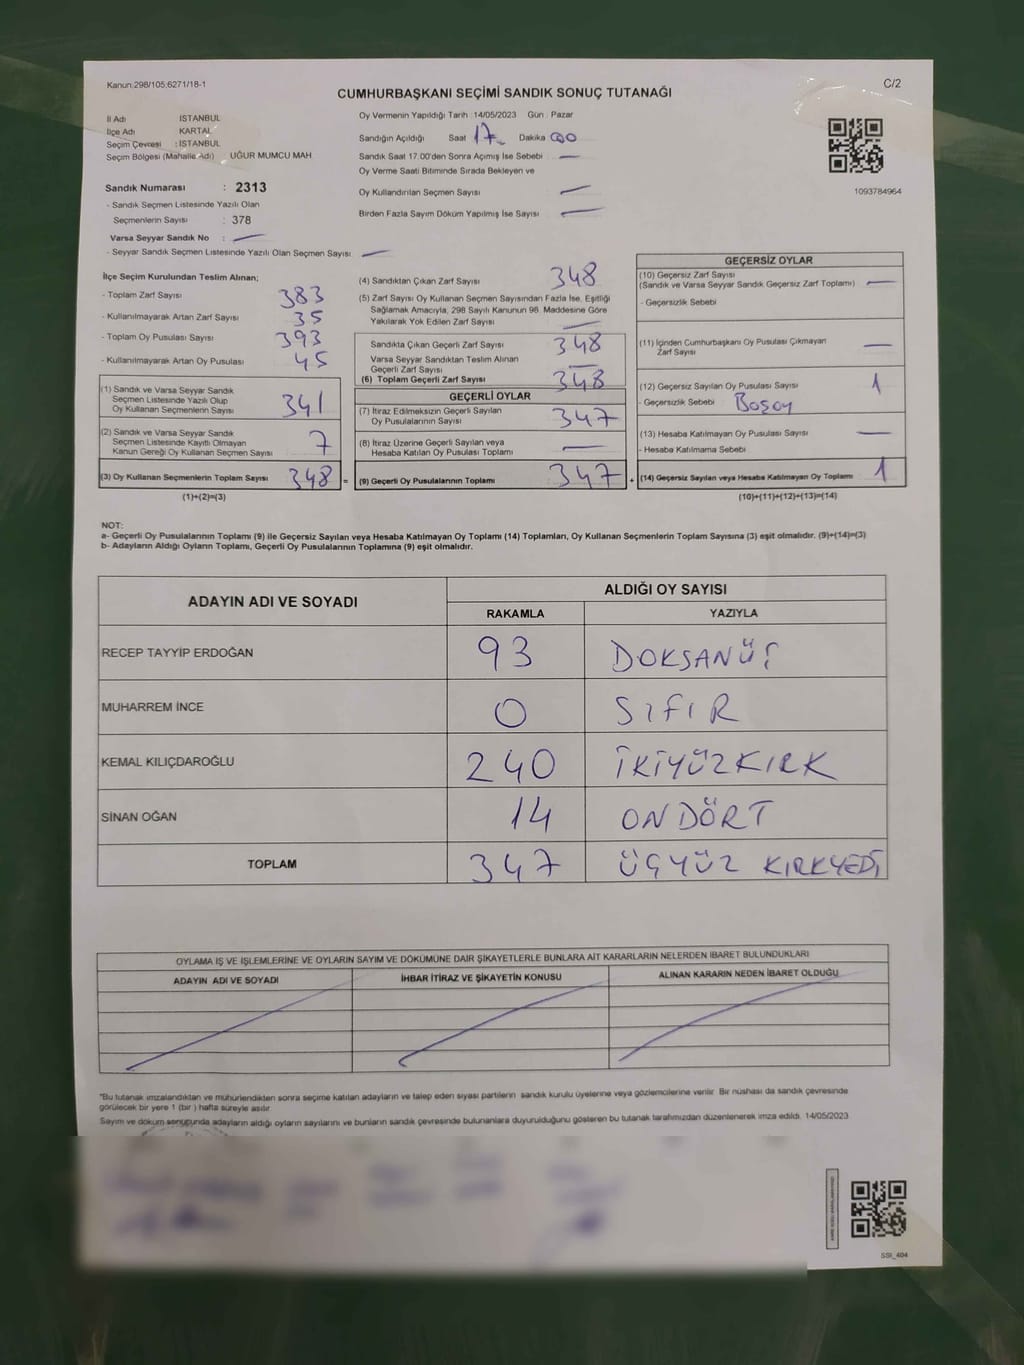 Kanun:298/105:6271/18-1
C/2
CUMHURBAŞKANI SEÇİMİ SANDIK SONUÇ TUTANAĞI
İl Adı İSTANBUL
İlçe Adı KARTAL
Seçim Çevresi : İSTANBUL
Seçim Bölgesi (Mahalle Adı) UĞUR MUMCU MAH
Sandık Numarası : 2313
- Sandık Seçmen Listesinde Yazılı Olan
Seçmenlerin Sayısı : 378
Varsa Seyyar Sandık No : —
- Seyyar Sandık Seçmen Listesinde Yazılı Olan Seçmen Sayısı —
Oy Vermenin Yapıldığı Tarih :14/05/2023 Gün : Pazar
Sandığın Açıldığı Saat 17 Dakika 00
Sandık Saat 17.00'den Sonra Açımış İse Sebebi : —
Oy Verme Saati Bitiminde Sırada Bekleyen ve
Oy Kullandırılan Seçmen Sayısı —
Birden Fazla Sayım Döküm Yapılmış İse Sayısı —
1093784964
İlçe Seçim Kurulundan Teslim Alınan;
- Toplam Zarf Sayısı 383
- Kullanılmayarak Artan Zarf Sayısı 35
- Toplam Oy Pusulası Sayısı 393
- Kullanılmayarak Artan Oy Pusulası 45
(1) Sandık ve Varsa Seyyar Sandık
Seçmen Listesinde Yazılı Olup
Oy Kullanan Seçmenlerin Sayısı 341
(2) Sandık ve Varsa Seyyar Sandık
Seçmen Listesinde Kayıtlı Olmayan
Kanun Gereği Oy Kullanan Seçmen Sayısı 7
(3) Oy Kullanan Seçmenlerin Toplam Sayısı 348 =
(1)+(2)=(3)
(4) Sandıktan Çıkan Zarf Sayısı 348
(5) Zarf Sayısı Oy Kullanan Seçmen Sayısından Fazla İse, Eşitliği
Sağlamak Amacıyla, 298 Sayılı Kanunun 98. Maddesine Göre
Yakılarak Yok Edilen Zarf Sayısı —
Sandıkta Çıkan Geçerli Zarf Sayısı 348
Varsa Seyyar Sandıktan Teslim Alınan
Geçerli Zarf Sayısı —
(6) Toplam Geçerli Zarf Sayısı 348
GEÇERLİ OYLAR
(7) İtiraz Edilmeksizin Geçerli Sayılan
Oy Pusulalarının Sayısı 347
(8) İtiraz Üzerine Geçerli Sayılan veya
Hesaba Katılan Oy Pusulası Toplamı —
(9) Geçerli Oy Pusulalarının Toplamı 347 +
GEÇERSİZ OYLAR
(10) Geçersiz Zarf Sayısı
(Sandık ve Varsa Seyyar Sandık Geçersiz Zarf Toplamı) —
- Geçersizlik Sebebi
(11) İçinden Cumhurbaşkanı Oy Pusulası Çıkmayan
Zarf Sayısı —
(12) Geçersiz Sayılan Oy Pusulası Sayısı 1
- Geçersizlik Sebebi Boşoy
(13) Hesaba Katılmayan Oy Pusulası Sayısı —
- Hesaba Katılmama Sebebi
(14) Geçersiz Sayılan veya Hesaba Katılmayan Oy Toplamı 1
(10)+(11)+(12)+(13)=(14)
NOT:
a- Geçerli Oy Pusulalarının Toplamı (9) ile Geçersiz Sayılan veya Hesaba Katılmayan Oy Toplamı (14) Toplamları, Oy Kullanan Seçmenlerin Toplam Sayısına (3) eşit olmalıdır. (9)+(14)=(3)
b- Adayların Aldığı Oyların Toplamı, Geçerli Oy Pusulalarının Toplamına (9) eşit olmalıdır.
ADAYIN ADI VE SOYADI ALDIĞI OY SAYISI
RAKAMLA YAZIYLA
RECEP TAYYİP ERDOĞAN 93 DOKSANÜÇ
MUHARREM İNCE 0 SIFIR
KEMAL KILIÇDAROĞLU 240 İKİYÜZKIRK
SİNAN OĞAN 14 ONDÖRT
TOPLAM 347 ÜÇYÜZ KIRKYEDİ
OYLAMA İŞ VE İŞLEMLERİNE VE OYLARIN SAYIM VE DÖKÜMÜNE DAİR ŞİKAYETLERLE BUNLARA AİT KARARLARIN NELERDEN İBARET BULUNDUKLARI
ADAYIN ADI VE SOYADI İHBAR İTİRAZ VE ŞİKAYETİN KONUSU ALINAN KARARIN NEDEN İBARET OLDUĞU
"Bu tutanak imzalandıktan ve mühürlendikten sonra seçime katılan adayların ve talep eden siyasi partilerin sandık kurulu üyelerine veya gözlemcilerine verilir. Bir nüshası da sandık çevresinde
görülecek bir yere 1 (bir ) hafta süreyle asılır.
Sayım ve döküm sonucunda adayların aldığı oyların sayılarını ve bunların sandık çevresinde bulunanlara duyurulduğunu gösteren bu tutanak tarafımızdan düzenlenerek imza edildi. 14/05/2023
SSI_404